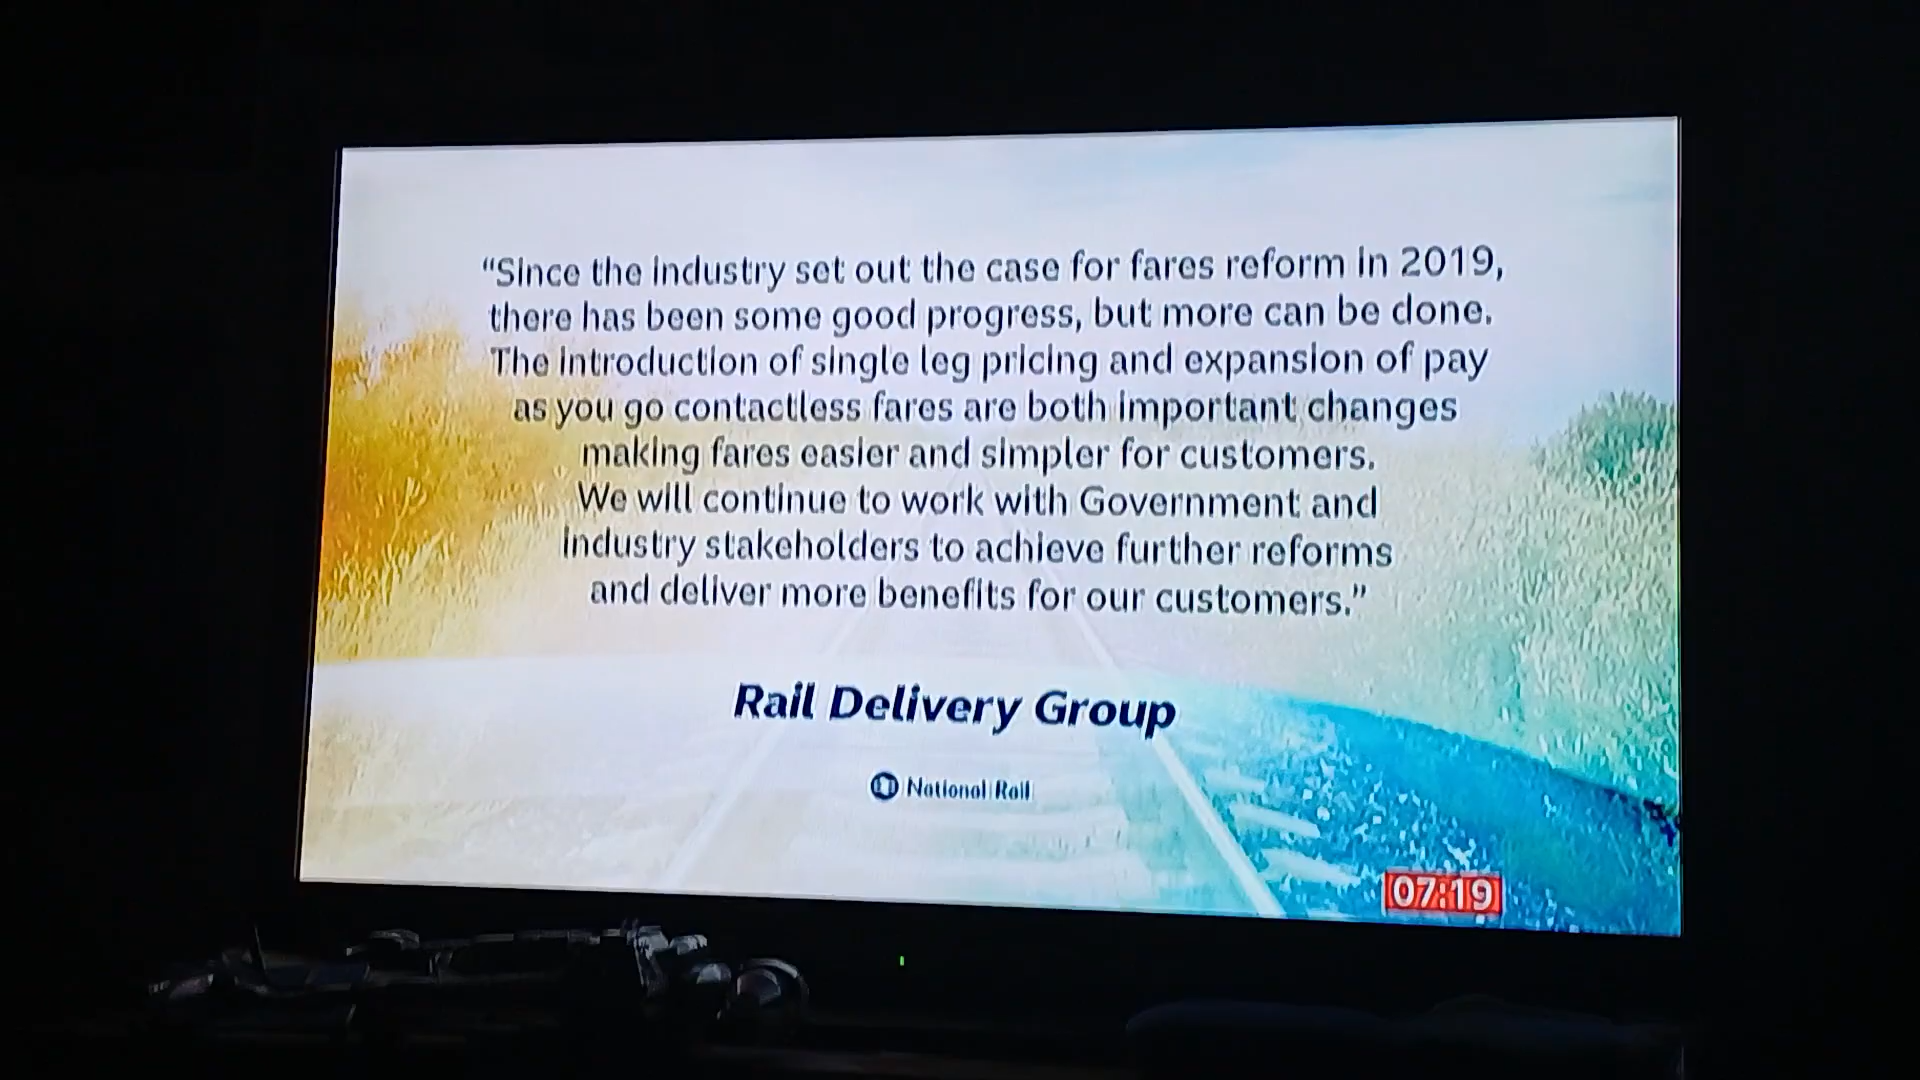 “Since the industry set out the case for fares reform in 2019,
there has been some good progress, but more can be done.
The introduction of single leg pricing and expansion of pay
as you go contactless fares are both important changes
making fares easier and simpler for customers.
We will continue to work with Government and
industry stakeholders to achieve further reforms
and deliver more benefits for our customers.”
Rail Delivery Group
National Rail
07:19